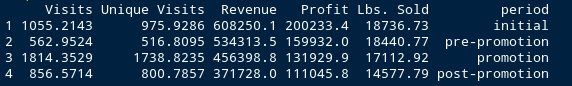 Visits Unique Visits Revenue Profit Lbs. Sold period
1 1055.2143 975.9286 608250.1 200233.4 18736.73 initial
2 562.9524 516.8095 534313.5 159932.0 18440.77 pre-promotion
3 1814.3529 1738.8235 456398.8 131929.9 17112.92 promotion
4 856.5714 800.7857 371728.0 111045.8 14577.79 post-promotion